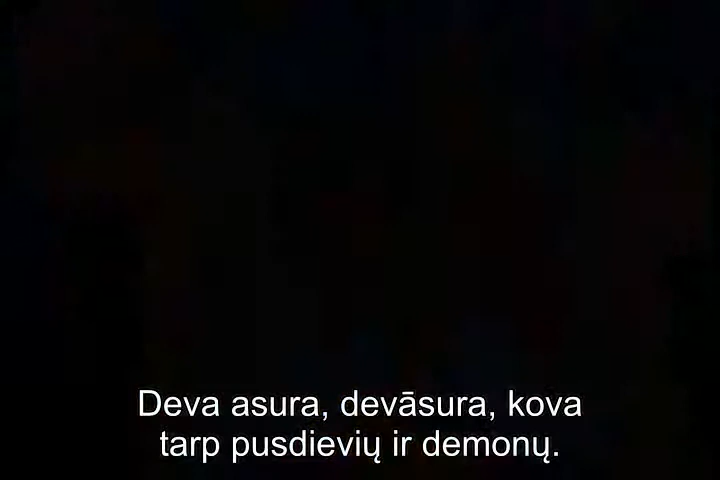 Deva asura, devāsura, kova
tarp pusdievių ir demonų.